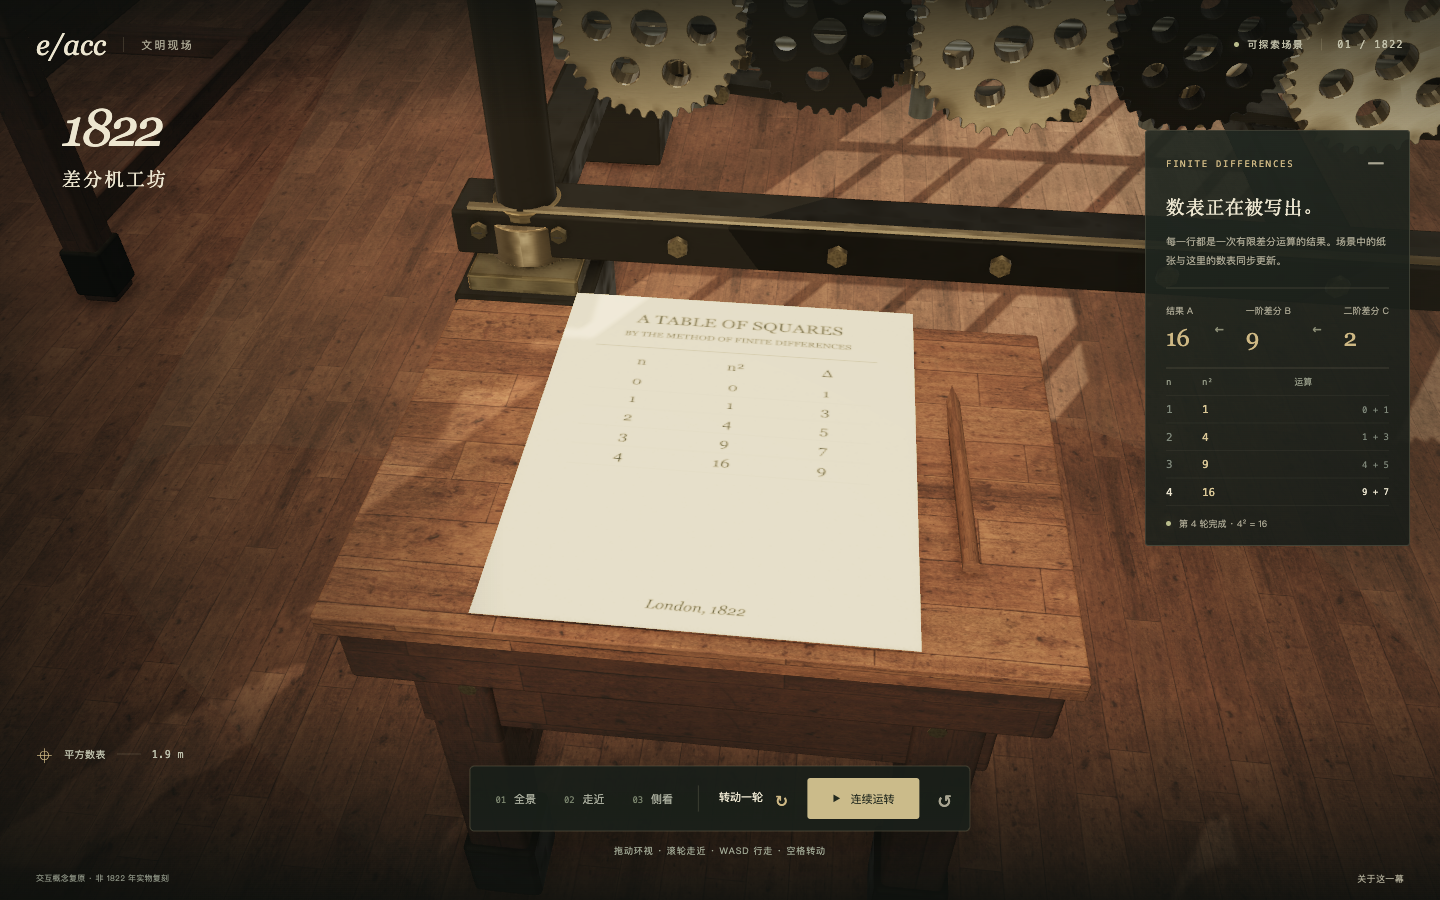 e/acc
文明现场
可探索场景
01 / 1822
1822
差分机工坊
FINITE DIFFERENCES
数表正在被写出。
每一行都是一次有限差分运算的结果。场景中的纸
张与这里的数表同步更新。
结果 A 一阶差分 B 二阶差分 C
16 ← 9 ← 2
n n² 运算
1 1 0 + 1
2 4 1 + 3
3 9 4 + 5
4 16 9 + 7
第 4 轮完成 · 4² = 16
A TABLE OF SQUARES
BY THE METHOD OF FINITE DIFFERENCES
n n² Δ
0 0 1
1 1 3
2 4 5
3 9 7
4 16 9
London, 1822
平方数表 1.9 m
01 全景 02 走近 03 侧看 转动一轮 ↻ ▶ 连续运转 ↺
拖动环视 · 滚轮走近 · WASD 行走 · 空格转动
交互概念复原 · 非 1822 年实物复刻
关于这一幕